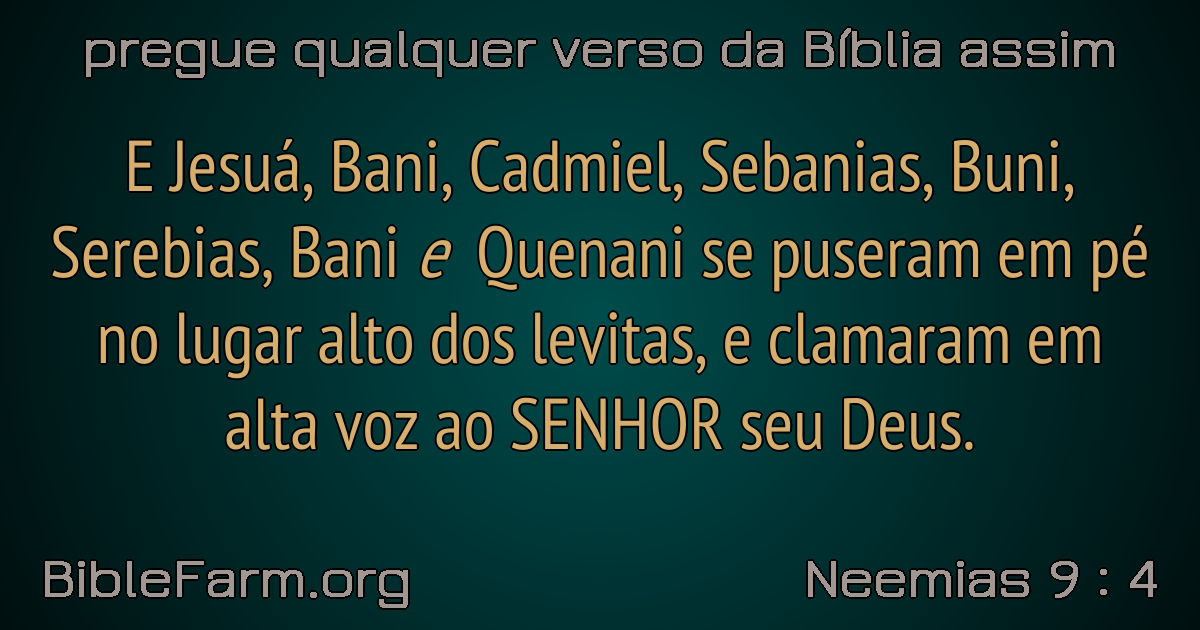 pregue qualquer verso da Bíblia assim
E Jesuá, Bani, Cadmiel, Sebanias, Buni,
Serebias, Bani e Quenani se puseram em pé
no lugar alto dos levitas, e clamaram em
alta voz ao SENHOR seu Deus.
BibleFarm.org
Neemias 9 : 4